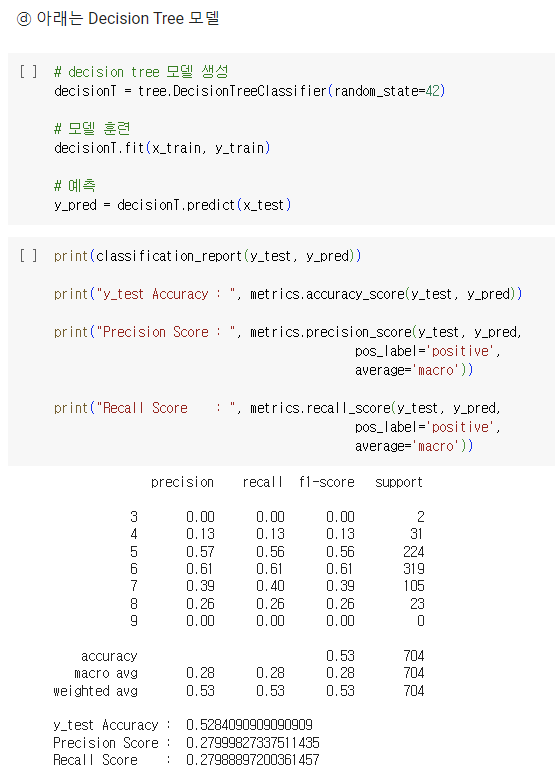 ⓓ 아래는 Decision Tree 모델
[ ] # decision tree 모델 생성
decisionT = tree.DecisionTreeClassifier(random_state=42)
# 모델 훈련
decisionT.fit(x_train, y_train)
# 예측
y_pred = decisionT.predict(x_test)
[ ] print(classification_report(y_test, y_pred))
print("y_test Accuracy : ", metrics.accuracy_score(y_test, y_pred))
print("Precision Score : ", metrics.precision_score(y_test, y_pred,
pos_label='positive',
average='macro'))
print("Recall Score    : ", metrics.recall_score(y_test, y_pred,
pos_label='positive',
average='macro'))
precision recall f1-score support
3 0.00 0.00 0.00 2
4 0.13 0.13 0.13 31
5 0.57 0.56 0.56 224
6 0.61 0.61 0.61 319
7 0.39 0.40 0.39 105
8 0.26 0.26 0.26 23
9 0.00 0.00 0.00 0
accuracy 0.53 704
macro avg 0.28 0.28 0.28 704
weighted avg 0.53 0.53 0.53 704
y_test Accuracy :  0.5284090909090909
Precision Score :  0.27999827337511435
Recall Score    :  0.27988897200361457